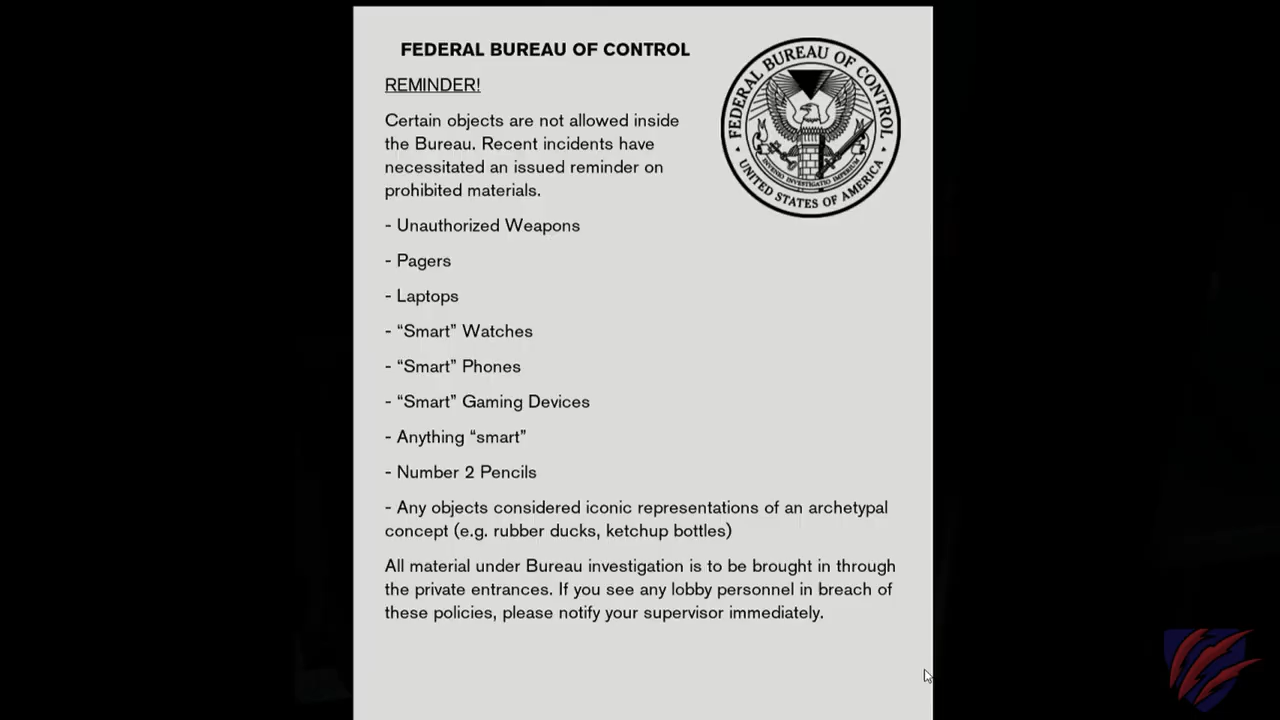 FEDERAL BUREAU OF CONTROL
REMINDER!
Certain objects are not allowed inside
the Bureau. Recent incidents have
necessitated an issued reminder on
prohibited materials.
- Unauthorized Weapons
- Pagers
- Laptops
- “Smart” Watches
- “Smart” Phones
- “Smart” Gaming Devices
- Anything “smart”
- Number 2 Pencils
- Any objects considered iconic representations of an archetypal
concept (e.g. rubber ducks, ketchup bottles)
All material under Bureau investigation is to be brought in through
the private entrances. If you see any lobby personnel in breach of
these policies, please notify your supervisor immediately.
FEDERAL BUREAU OF CONTROL
INVENIO INVESTIGATIO IMPERIUM
UNITED STATES OF AMERICA